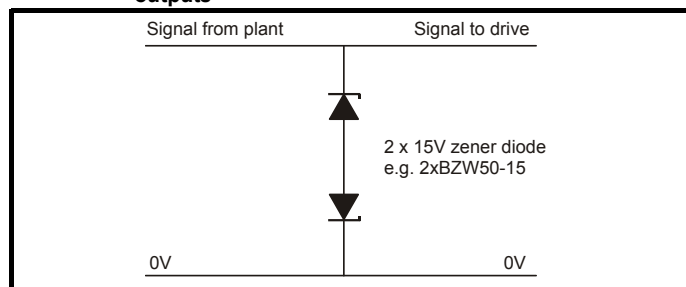 outputs
Signal from plant
Signal to drive
2 x 15V zener diode
e.g. 2xBZW50-15
0V
0V